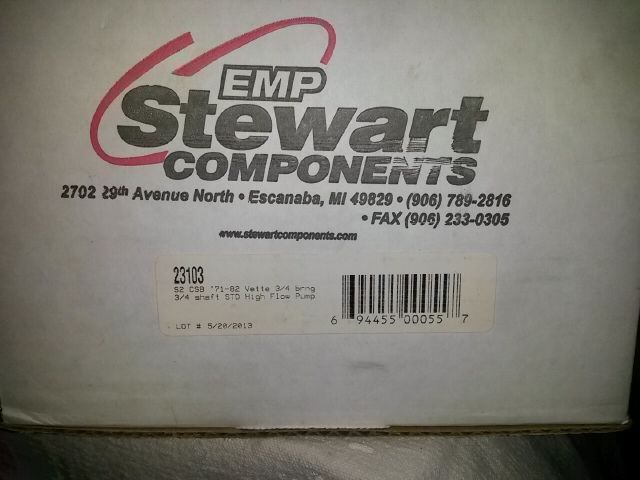 EMP
Stewart
COMPONENTS
2702 29th Avenue North • Escanaba, MI 49829 • (906) 789-2816
• FAX (906) 233-0305
www.stewartcomponents.com
23103
S2 CSB '71-82 Vette 3/4 brng
3/4 shaft STD High Flow Pump
LOT # 5/20/2013
6 94455 00055 7